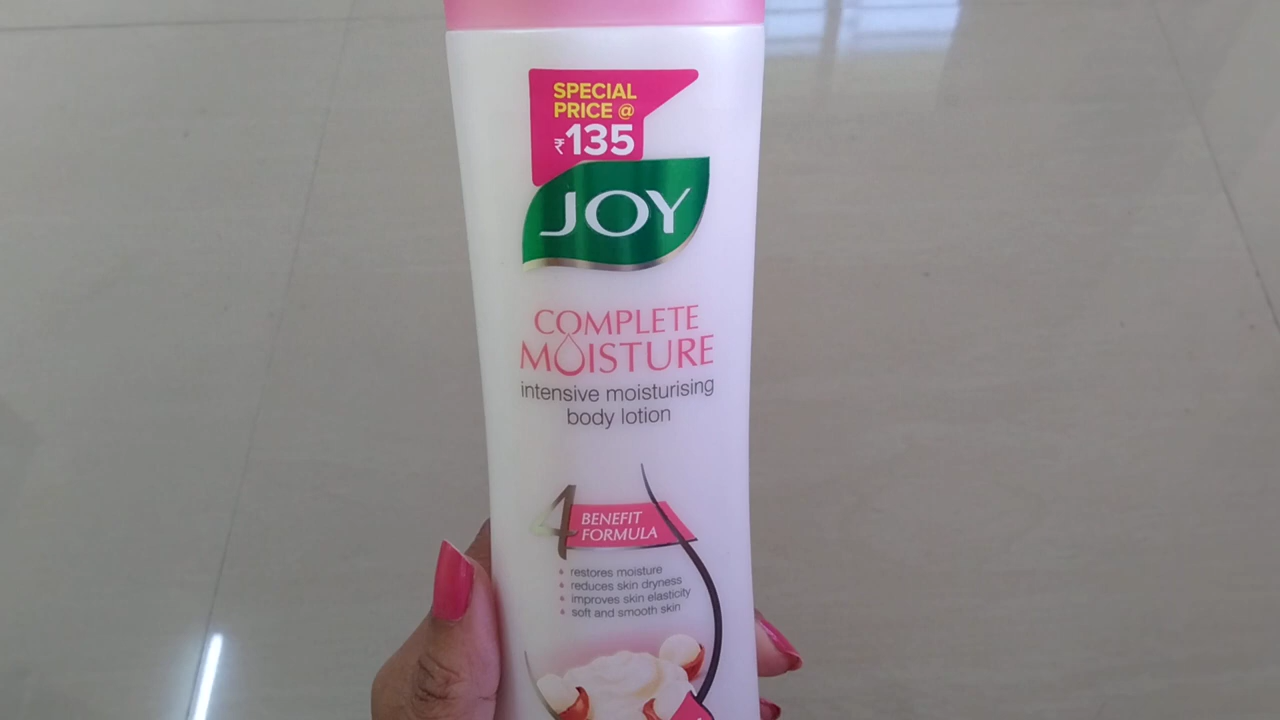 SPECIAL
PRICE @
₹135
JOY
COMPLETE
MOISTURE
intensive moisturising
body lotion
4 BENEFIT
FORMULA
restores moisture
reduces skin dryness
improves skin elasticity
soft and smooth skin